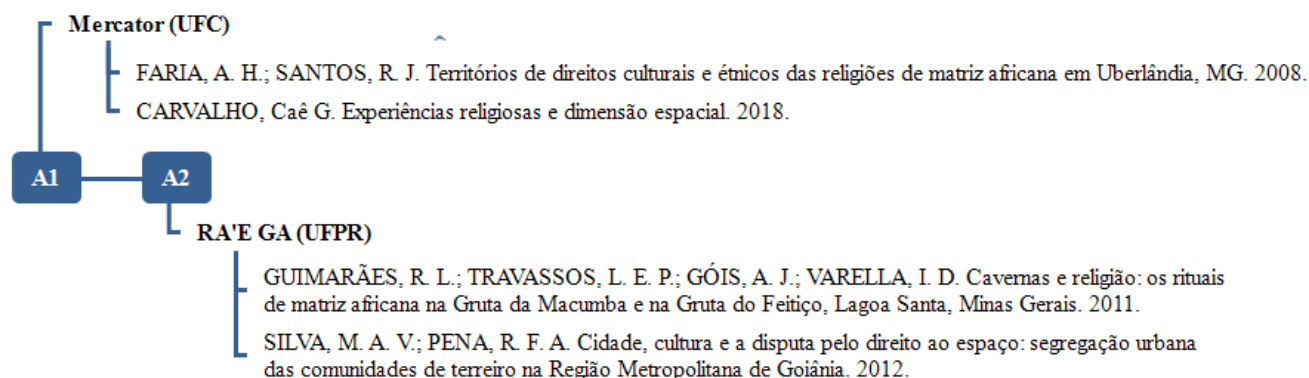 Mercator (UFC)
FARIA, A. H.; SANTOS, R. J. Territórios de direitos culturais e étnicos das religiões de matriz africana em Uberlândia, MG. 2008.
CARVALHO, Caê G. Experiências religiosas e dimensão espacial. 2018.
A1
A2
RA'E GA (UFPR)
GUIMARÃES, R. L.; TRAVASSOS, L. E. P.; GÓIS, A. J.; VARELLA, I. D. Cavernas e religião: os rituais
de matriz africana na Gruta da Macumba e na Gruta do Feitiço, Lagoa Santa, Minas Gerais. 2011.
SILVA, M. A. V.; PENA, R. F. A. Cidade, cultura e a disputa pelo direito ao espaço: segregação urbana
das comunidades de terreiro na Região Metropolitana de Goiânia. 2012.